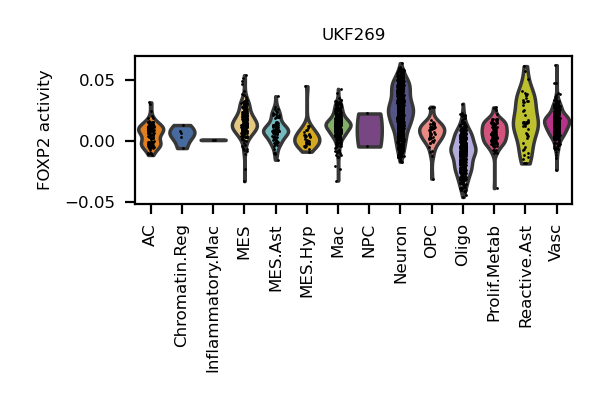 UKF269
FOXP2 activity
0.05
0.00
−0.05
AC
Chromatin.Reg
Inflammatory.Mac
MES
MES.Ast
MES.Hyp
Mac
NPC
Neuron
OPC
Oligo
Prolif.Metab
Reactive.Ast
Vasc